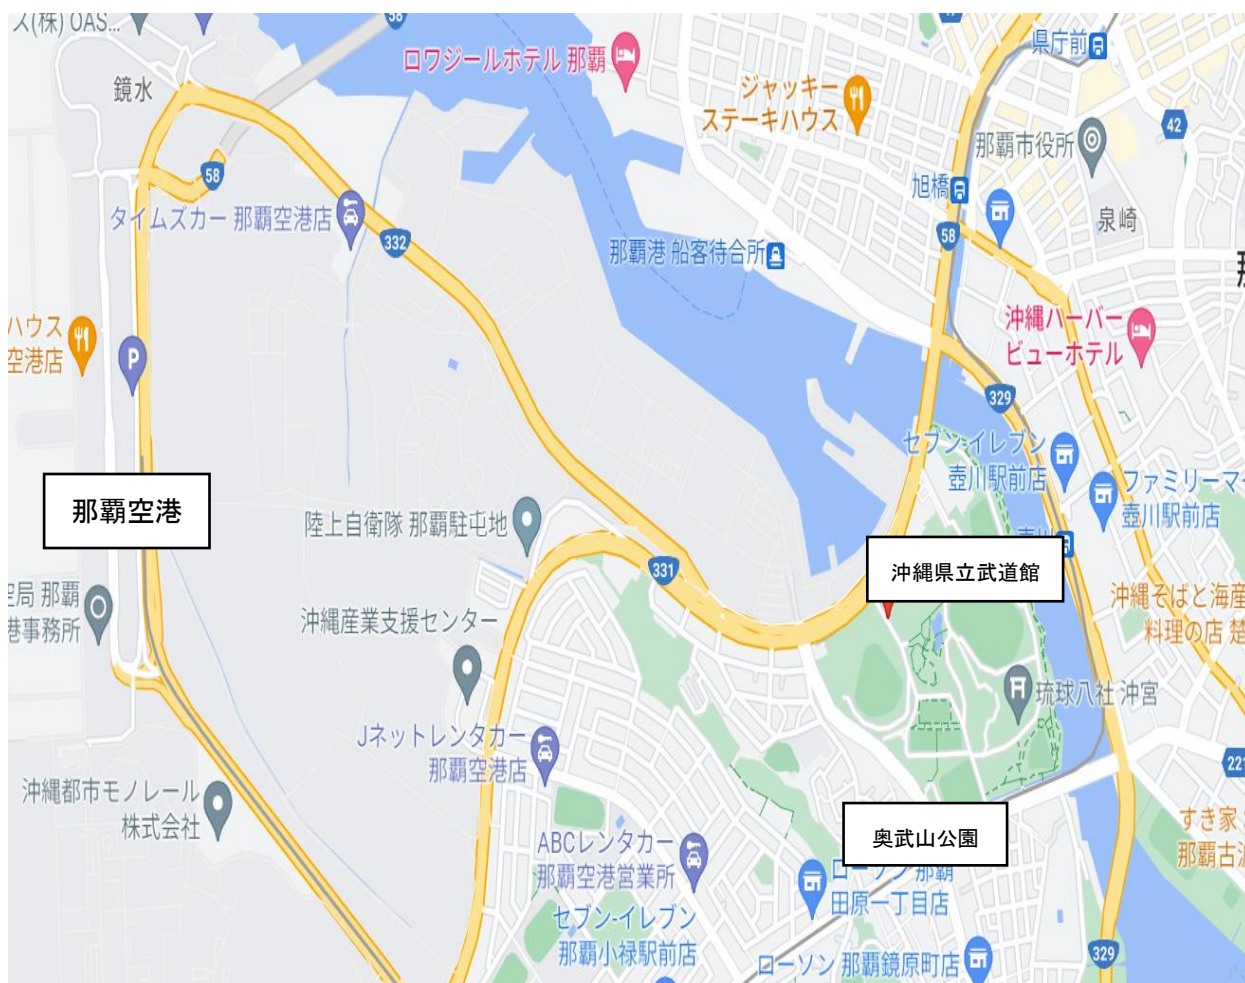 ス(株) OAS...
58
鏡水
ロワジールホテル 那覇
県庁前
ジャッキー
ステーキハウス
42
那覇市役所
58
旭橋
タイムズカー 那覇空港店
泉崎
332
58
那覇港 船客待合所
ハウス
空港店
P
沖縄ハーバー
ビューホテル
329
セブン-イレブン
壺川駅前店
ファミリーマ
壺川駅前店
那覇空港
陸上自衛隊 那覇駐屯地
331
沖縄県立武道館
局 那覇
港事務所
沖縄産業支援センター
沖縄そばと海産
料理の店 楚
琉球八社 沖宮
Jネットレンタカー
那覇空港店
221
沖縄都市モノレール
株式会社
奥武山公園
すき家
那覇古波
ABCレンタカー
那覇空港営業所
ローソン 那覇
田原一丁目店
セブン-イレブン
那覇小禄駅前店
ローソン 那覇鏡原町店
329